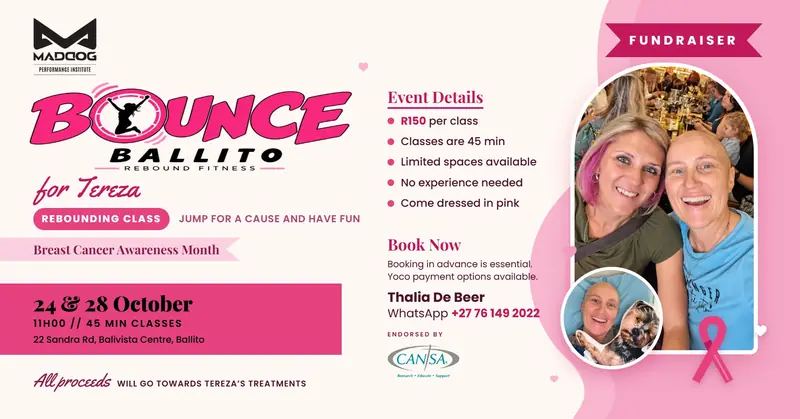 MADDOG
PERFORMANCE INSTITUTE
BOUNCE
BALLITO
REBOUND FITNESS
for Tereza
REBOUNDING CLASS
JUMP FOR A CAUSE AND HAVE FUN
Breast Cancer Awareness Month
24 & 28 October
11H00 // 45 MIN CLASSES
22 Sandra Rd, Balivista Centre, Ballito
All proceeds WILL GO TOWARDS TEREZA'S TREATMENTS
Event Details
R150 per class
Classes are 45 min
Limited spaces available
No experience needed
Come dressed in pink
Book Now
Booking in advance is essential.
Yoco payment options available.
Thalia De Beer
WhatsApp +27 76 149 2022
ENDORSED BY
CANSA
Research • Educate • Support
FUNDRAISER